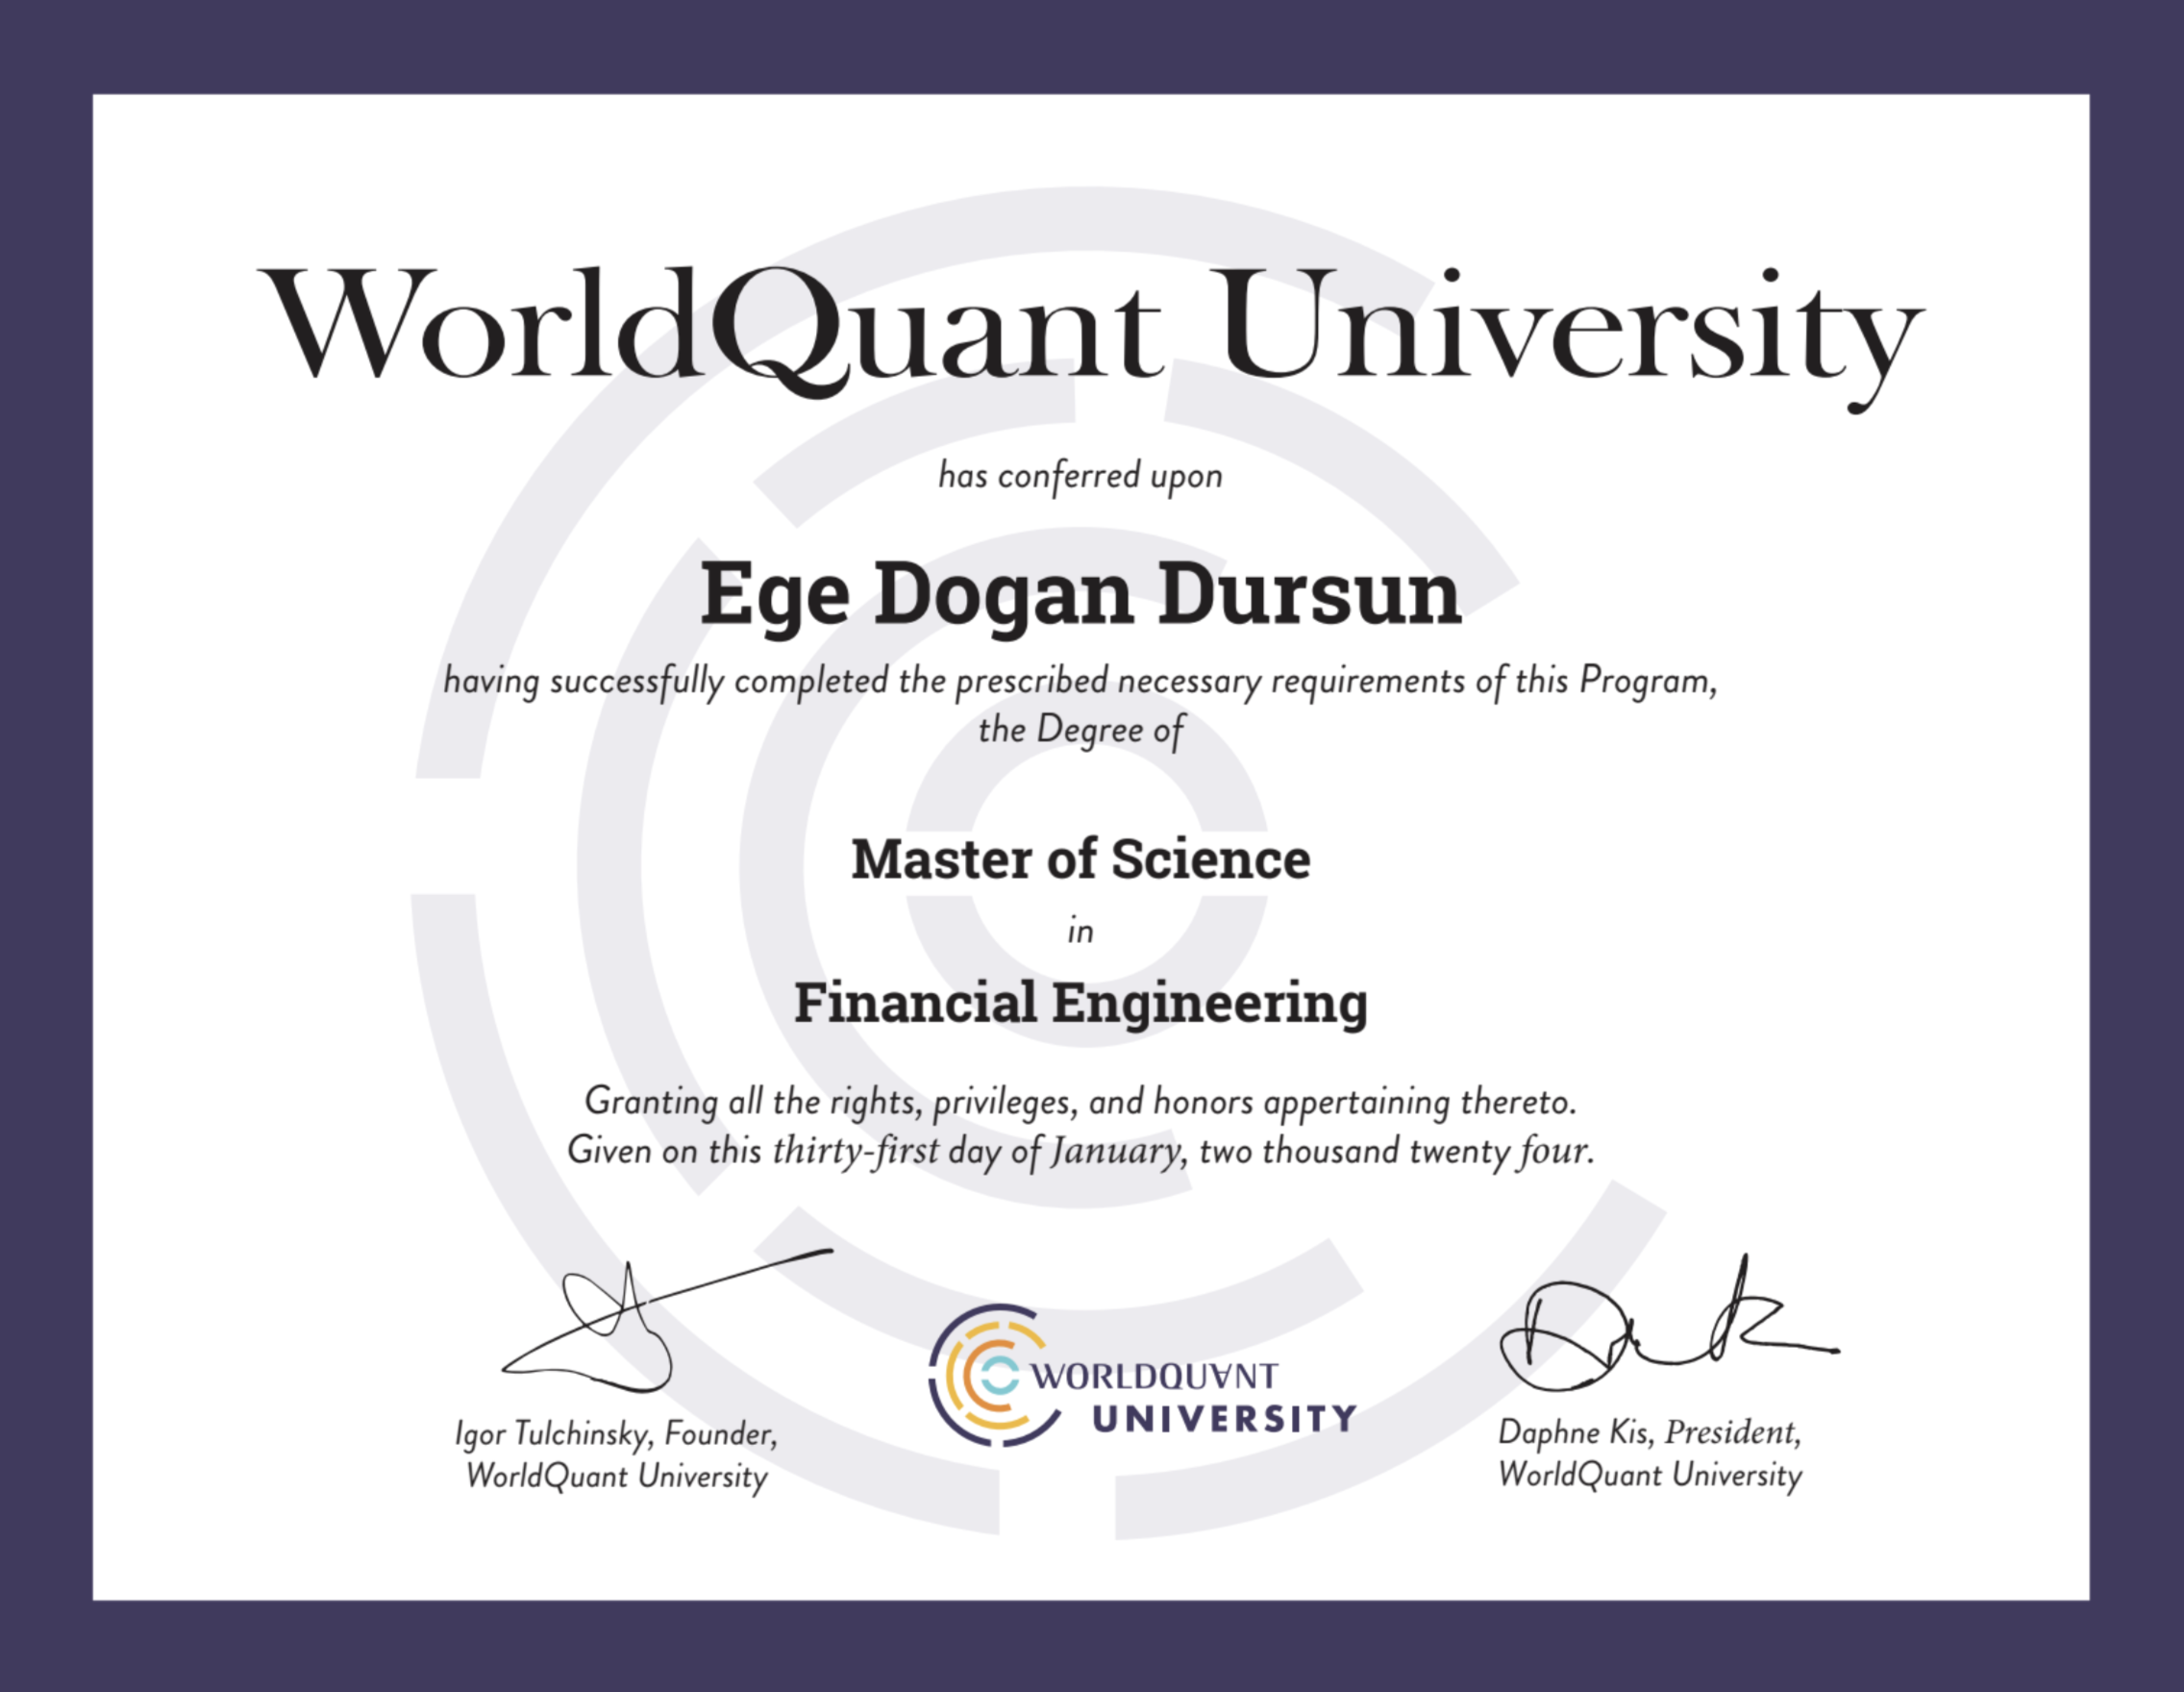 WorldQuant University
has conferred upon
Ege Dogan Dursun
having successfully completed the prescribed necessary requirements of this Program,
the Degree of
Master of Science
in
Financial Engineering
Granting all the rights, privileges, and honors appertaining thereto.
Given on this thirty-first day of January, two thousand twenty four.
WORLDQUANT
UNIVERSITY
Igor Tulchinsky, Founder,
WorldQuant University
Daphne Kis, President,
WorldQuant University